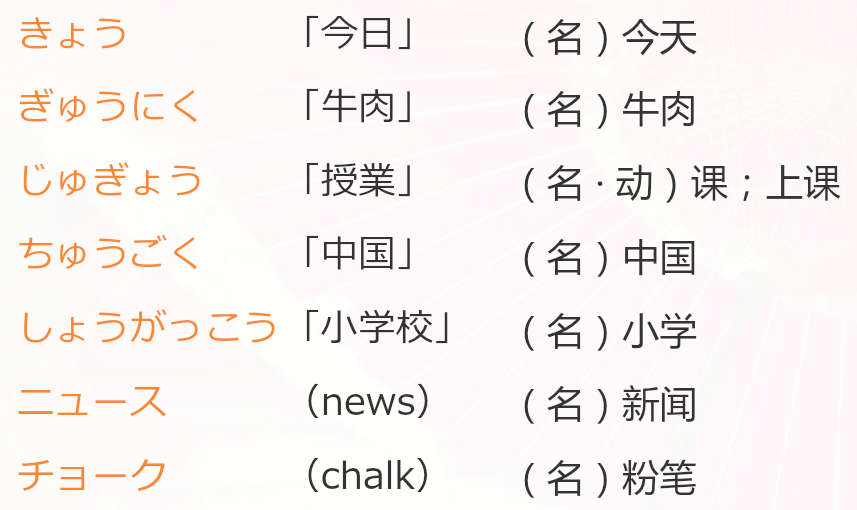 きょう 「今日」 (名)今天
ぎゅうにく 「牛肉」 (名)牛肉
じゅぎょう 「授業」 (名·动)课;上课
ちゅうごく 「中国」 (名)中国
しょうがっこう 「小学校」 (名)小学
ニュース (news) (名)新闻
チョーク (chalk) (名)粉笔